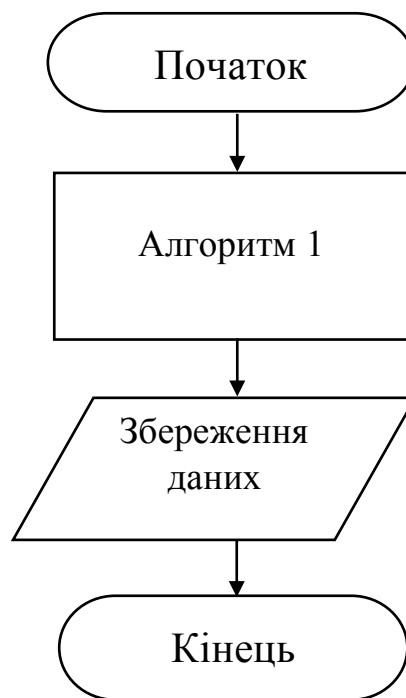 Початок
Алгоритм 1
Збереження
даних
Кінець